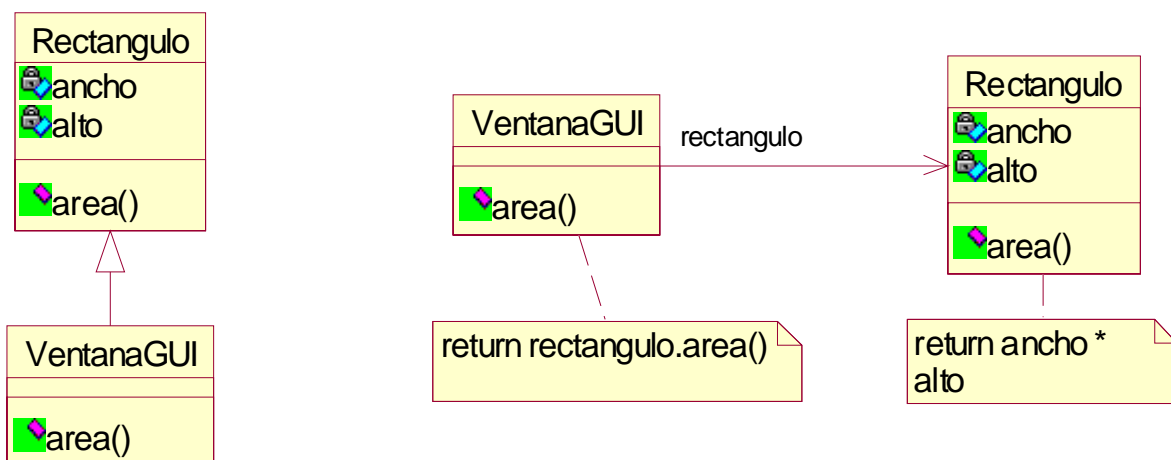 Rectangulo
ancho
alto
area()
VentanaGUI
area()
VentanaGUI
area()
rectangulo
Rectangulo
ancho
alto
area()
return rectangulo.area()
return ancho *
alto